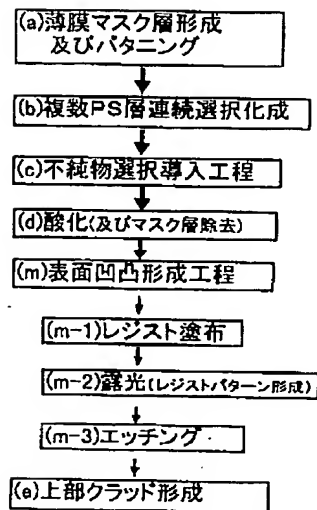 (a)薄膜マスク層形成
及びパタニング
(b)複数PS層連続選択化成
(c)不純物選択導入工程
(d)酸化(及びマスク層除去)
(m)表面凹凸形成工程
(m-1)レジスト塗布
(m-2)露光(レジストパターン形成)
(m-3)エッチング
(e)上部クラッド形成